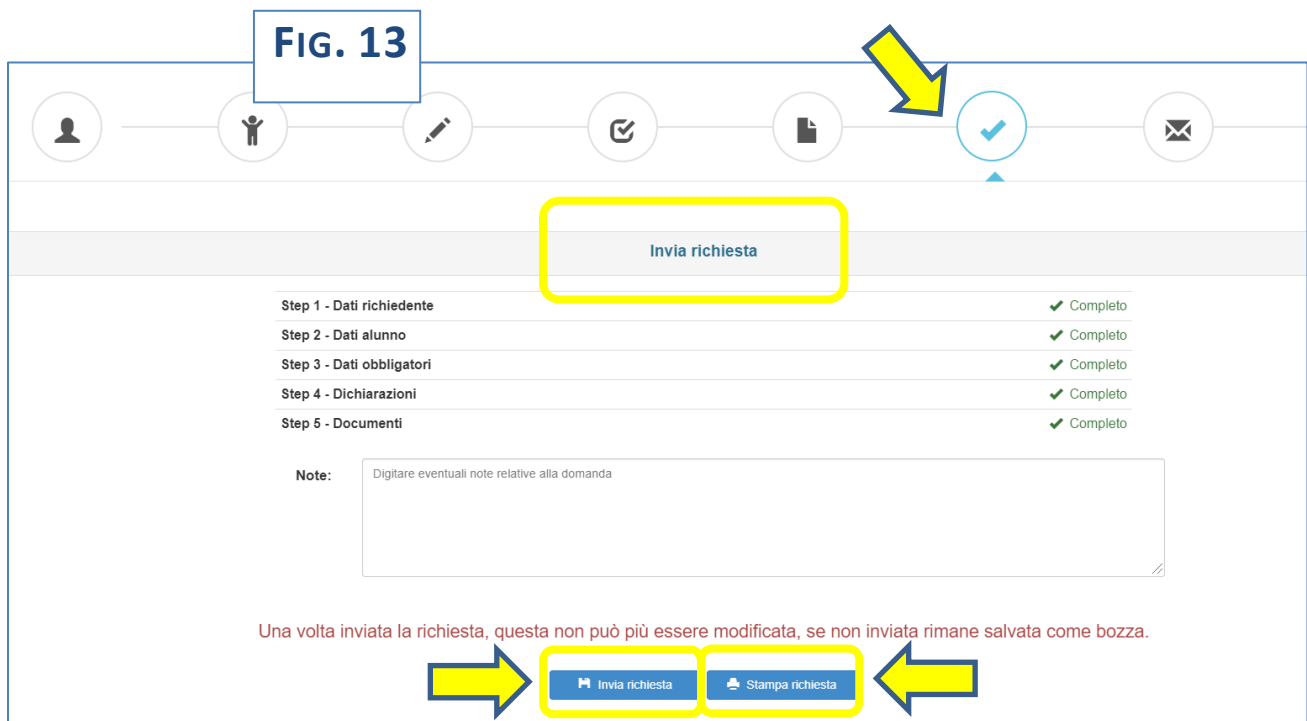 FIG. 13
Invia richiesta
Step 1 - Dati richiedente ✔ Completo
Step 2 - Dati alunno ✔ Completo
Step 3 - Dati obbligatori ✔ Completo
Step 4 - Dichiarazioni ✔ Completo
Step 5 - Documenti ✔ Completo
Note: Digitare eventuali note relative alla domanda
Una volta inviata la richiesta, questa non può più essere modificata, se non inviata rimane salvata come bozza.
Invia richiesta Stampa richiesta